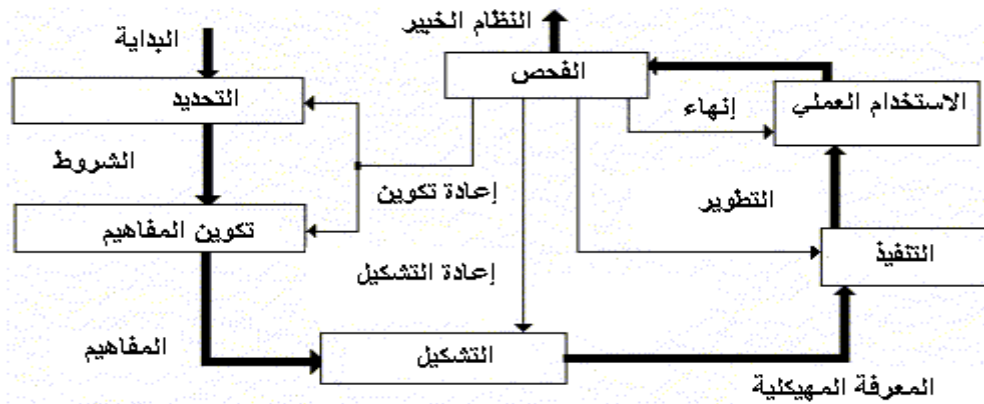 النظام الخبير
البداية
الفحص
التحديد
الاستخدام العملي
إنهاء
الشروط
إعادة تكوين
التطوير
تكوين المفاهيم
التنفيذ
إعادة التشكيل
المفاهيم
التشكيل
المعرفة المهيكلية